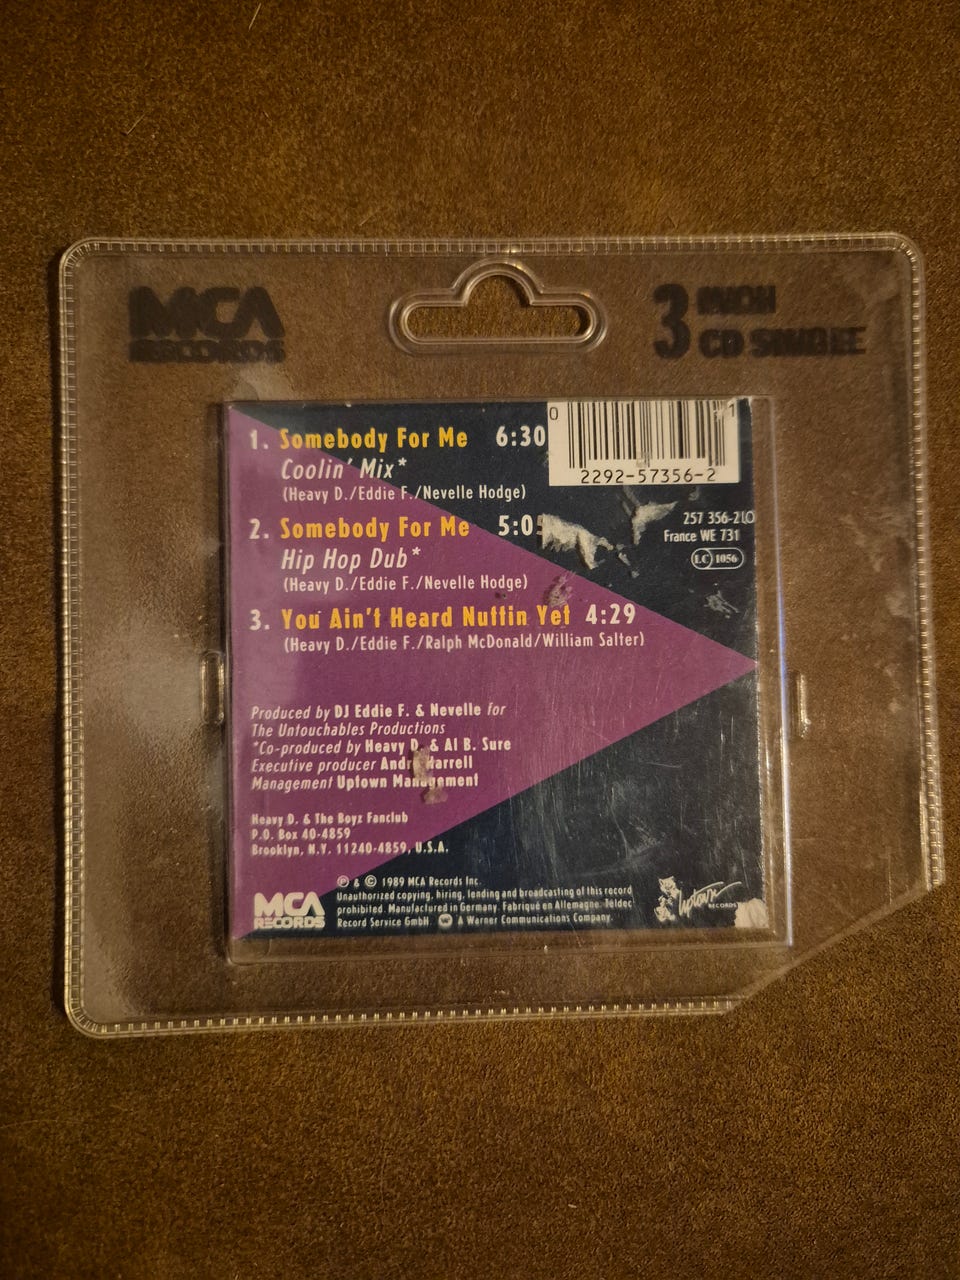 MCA
RECORDS
3 INCH
CD SINGLE
1. Somebody For Me 6:30
Coolin' Mix*
(Heavy D./Eddie F./Nevelle Hodge)
2. Somebody For Me 5:0
Hip Hop Dub*
(Heavy D./Eddie F./Nevelle Hodge)
3. You Ain't Heard Nuttin Yet 4:29
(Heavy D./Eddie F./Ralph McDonald/William Salter)
0 1
2292-57356-2
257 356-2 LO
France WE 731
LC 1056
Produced by DJ Eddie F. & Nevelle for
The Untouchables Productions
*Co-produced by Heavy D. & Al B. Sure
Executive producer Andre Harrell
Management Uptown Management
Heavy D. & The Boyz Fanclub
P.O. Box 40-4859
Brooklyn, N.Y. 11240-4859, U.S.A.
MCA
RECORDS
℗ & © 1989 MCA Records Inc.
Unauthorized copying, hiring, lending and broadcasting of this record
prohibited. Manufactured in Germany. Fabriqué en Allemagne. Teldec
Record Service GmbH. A Warner Communications Company.
Uptown
RECORDS